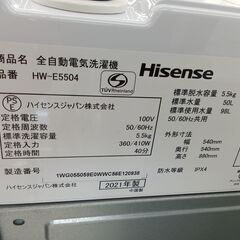 商品名 全自動電気洗濯機
品番 HW-E5504
TÜVRheinland
Hisense
PS
E
ハイセンスジャパン株式会社
標準脱水容量 5.5kg
標準水量 50L
標準使用水量 98L
50/60Hz共用
定格電圧 100V
定格周波数 50/60Hz
標準洗濯容量 5.5kg
定格消費電力 360/410W
定格時間 40分
外形寸法
幅 540mm
奥行 540mm
高さ 880mm
防水等級 IPX4
ハイセンスジャパン株式会社
2021年製
中国製